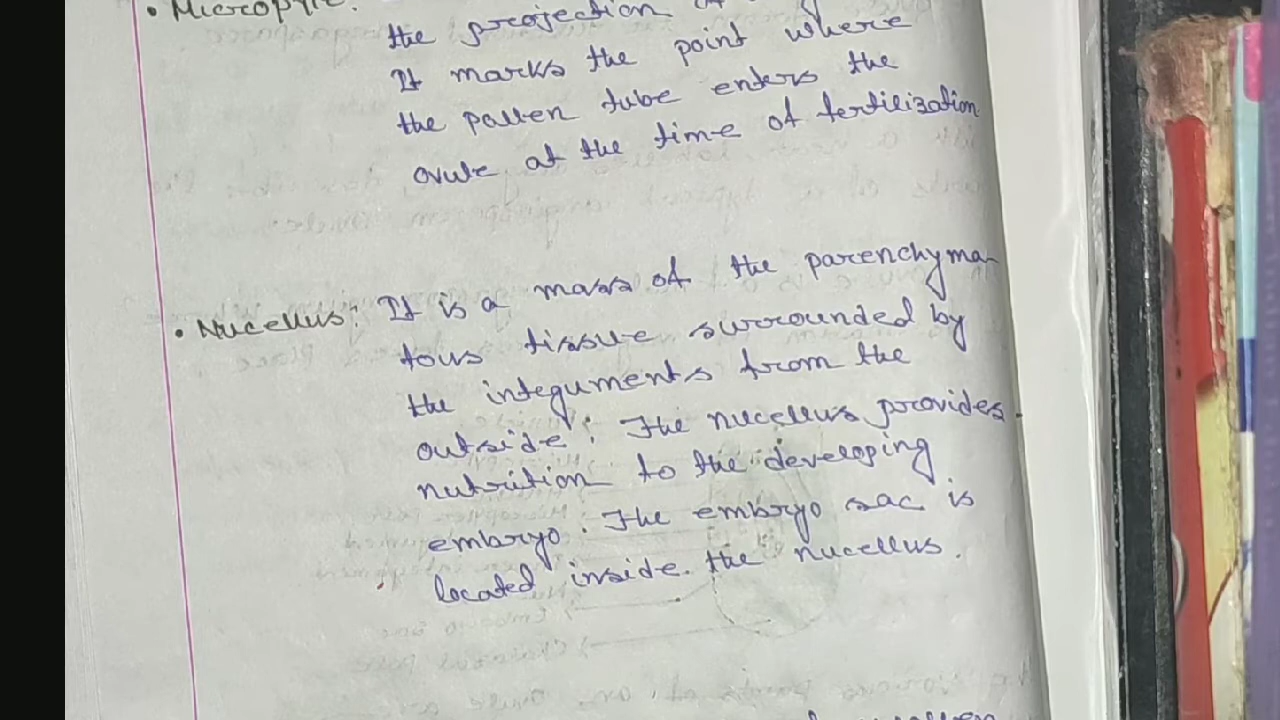 • Micropyle:
the projection of
It marks the point where
the pollen tube enters the
ovule at the time of fertilization
• Nucellus: It is a mass of the parenchyma-
tous tissue surrounded by
the integuments from the
outside. The nucellus provides
nutrition to the developing
embryo. The embryo sac is
located inside the nucellus.